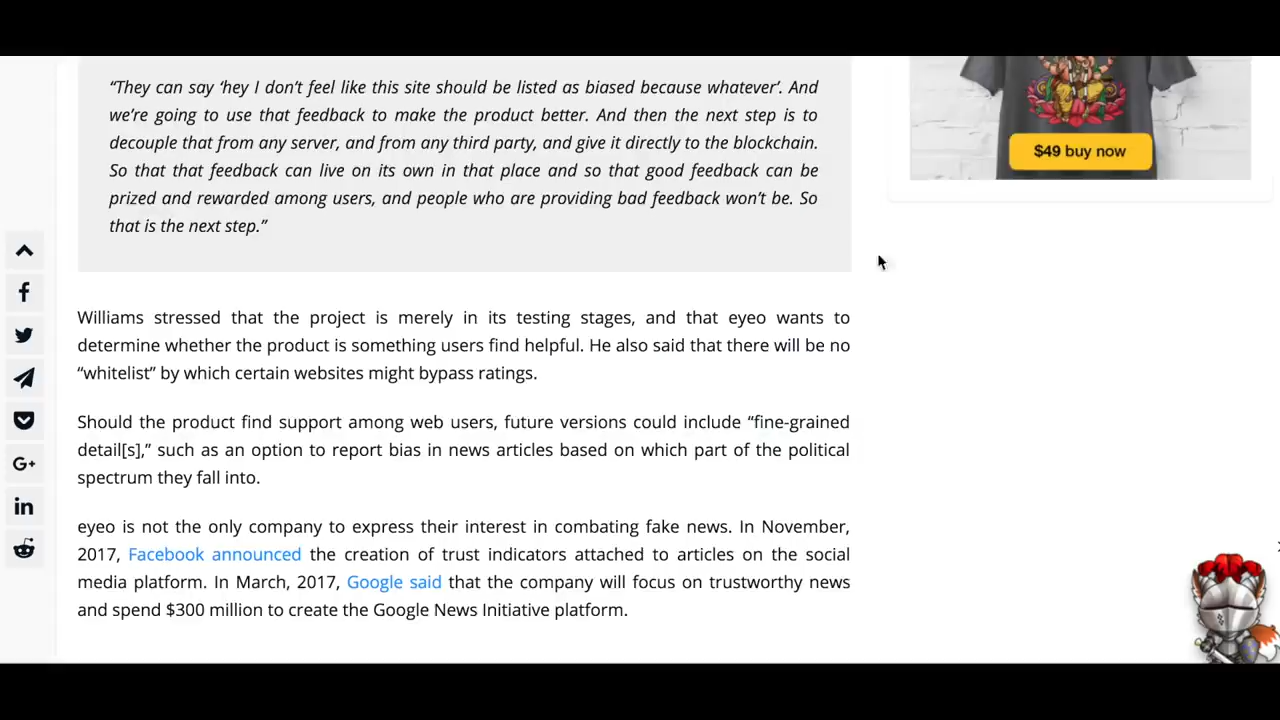 “They can say ‘hey I don’t feel like this site should be listed as biased because whatever’. And
we’re going to use that feedback to make the product better. And then the next step is to
decouple that from any server, and from any third party, and give it directly to the blockchain.
So that that feedback can live on its own in that place and so that good feedback can be
prized and rewarded among users, and people who are providing bad feedback won’t be. So
that is the next step.”
$49 buy now
Williams stressed that the project is merely in its testing stages, and that eyeo wants to
determine whether the product is something users find helpful. He also said that there will be no
“whitelist” by which certain websites might bypass ratings.
Should the product find support among web users, future versions could include “fine-grained
detail[s],” such as an option to report bias in news articles based on which part of the political
spectrum they fall into.
eyeo is not the only company to express their interest in combating fake news. In November,
2017, Facebook announced the creation of trust indicators attached to articles on the social
media platform. In March, 2017, Google said that the company will focus on trustworthy news
and spend $300 million to create the Google News Initiative platform.